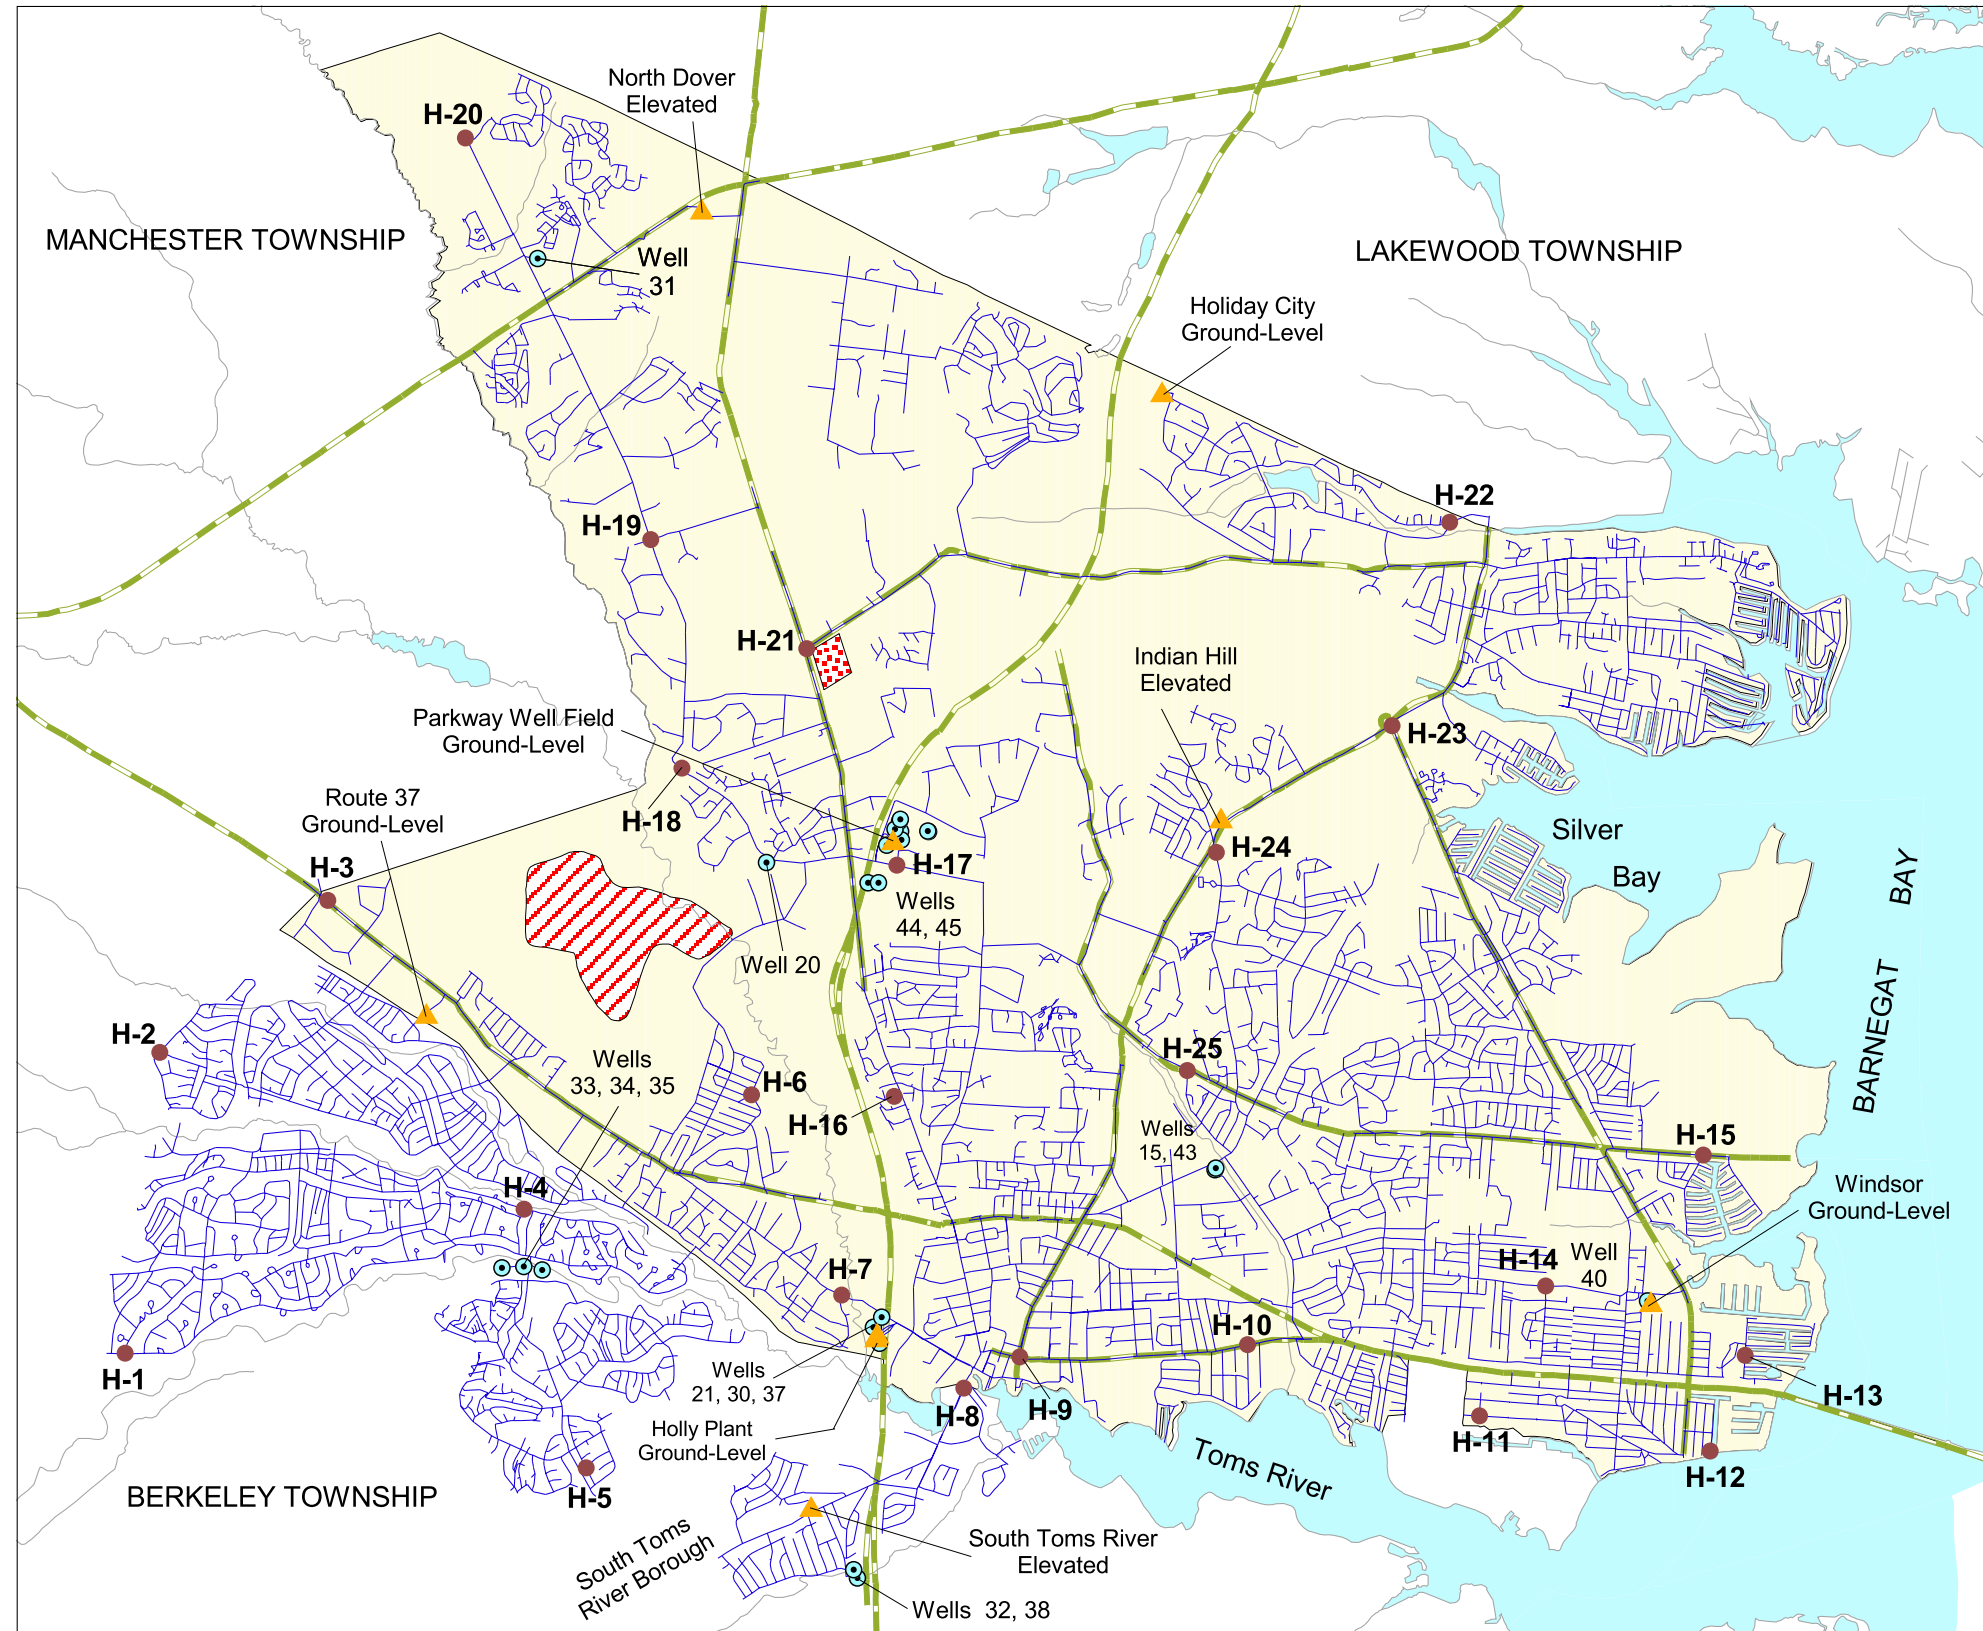 North Dover
Elevated
H-20
MANCHESTER TOWNSHIP
Well
31
LAKEWOOD TOWNSHIP
Holiday City
Ground-Level
H-22
H-19
H-21
Indian Hill
Elevated
Parkway Well Field
Ground-Level
H-23
Route 37
Ground-Level
H-18
Silver
Bay
H-24
H-3
H-17
Wells
44, 45
BARNEGAT BAY
Well 20
H-2
Wells
33, 34, 35
H-25
H-6
H-16
Wells
15, 43
H-15
H-4
Windsor
Ground-Level
Well
40
H-14
H-7
H-10
H-1
Wells
21, 30, 37
H-13
H-8
H-9
Holly Plant
Ground-Level
H-11
Toms River
H-12
BERKELEY TOWNSHIP
H-5
South Toms
River Borough
South Toms River
Elevated
Wells 32, 38